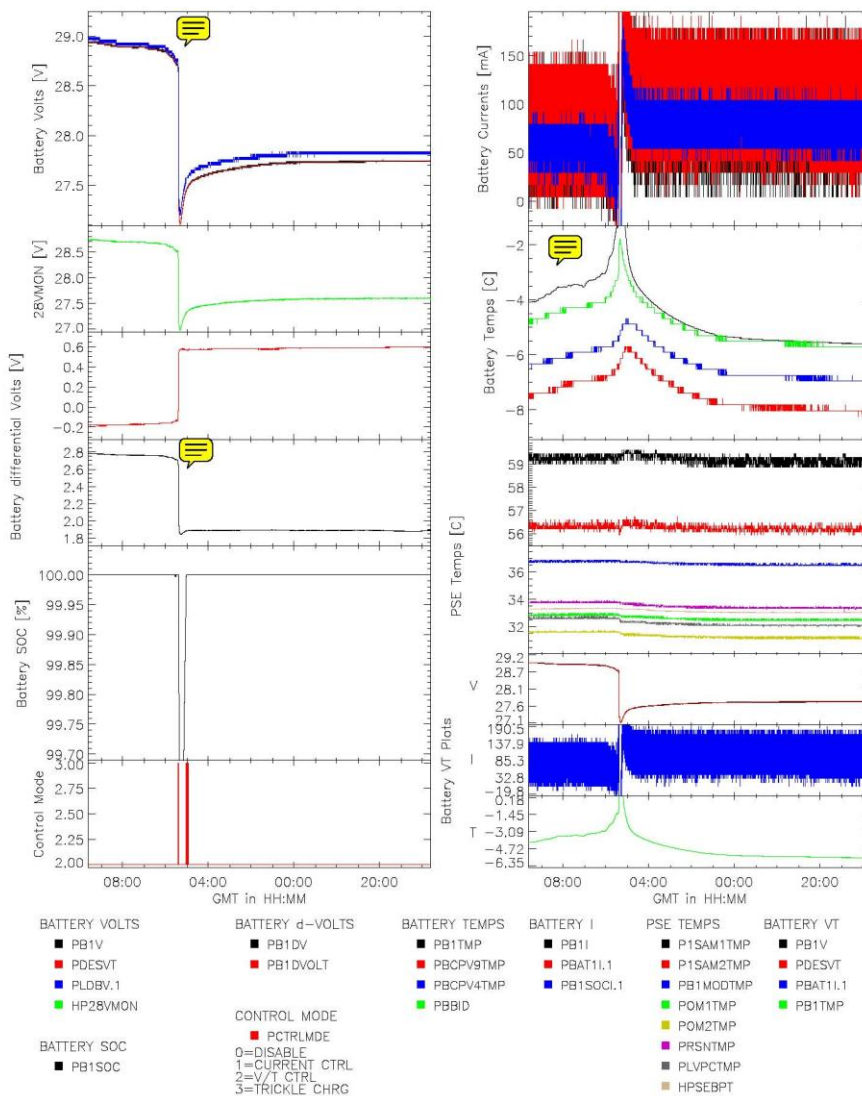 29.0
28.5
28.0
27.5
Battery Volts [V]
28.5
28.0
27.5
27.0
28VMON [V]
0.6
0.4
0.2
0.0
-0.2
2.8
2.6
2.4
2.2
2.0
1.8
Battery differential Volts [V]
100.00
99.95
99.90
99.85
99.80
99.75
99.70
Battery SOC [%]
3.00
2.75
2.50
2.25
2.00
Control Mode
08:00 04:00 00:00 20:00
GMT in HH:MM
150
100
50
0
Battery Currents [mA]
-2
-4
-6
-8
Battery Temps [C]
59
58
57
56
36
34
32
PSE Temps [C]
29.2
28.7
28.1
27.6
27.1
V
190.5
137.9
85.3
32.8
-19.8
I
0.18
-1.45
-3.09
-4.72
-6.35
T
Battery VT Plots
08:00 04:00 00:00 20:00
GMT in HH:MM
BATTERY VOLTS
PB1V
PDESVT
PLDBV.1
HP28VMON
BATTERY SOC
PB1SOC
BATTERY d-VOLTS
PB1DV
PB1DVOLT
CONTROL MODE
PCTRLMDE
0=DISABLE
1=CURRENT CTRL
2=V/T CTRL
3=TRICKLE CHRG
BATTERY TEMPS
PB1TMP
PBCPV9TMP
PBCPV4TMP
PBBID
BATTERY I
PB1I
PBAT1I.1
PB1SOCI.1
PSE TEMPS
P1SAM1TMP
P1SAM2TMP
PB1MODTMP
POM1TMP
POM2TMP
PRSNTMP
PLVPCTMP
HPSEBPT
BATTERY VT
PB1V
PDESVT
PBAT1I.1
PB1TMP